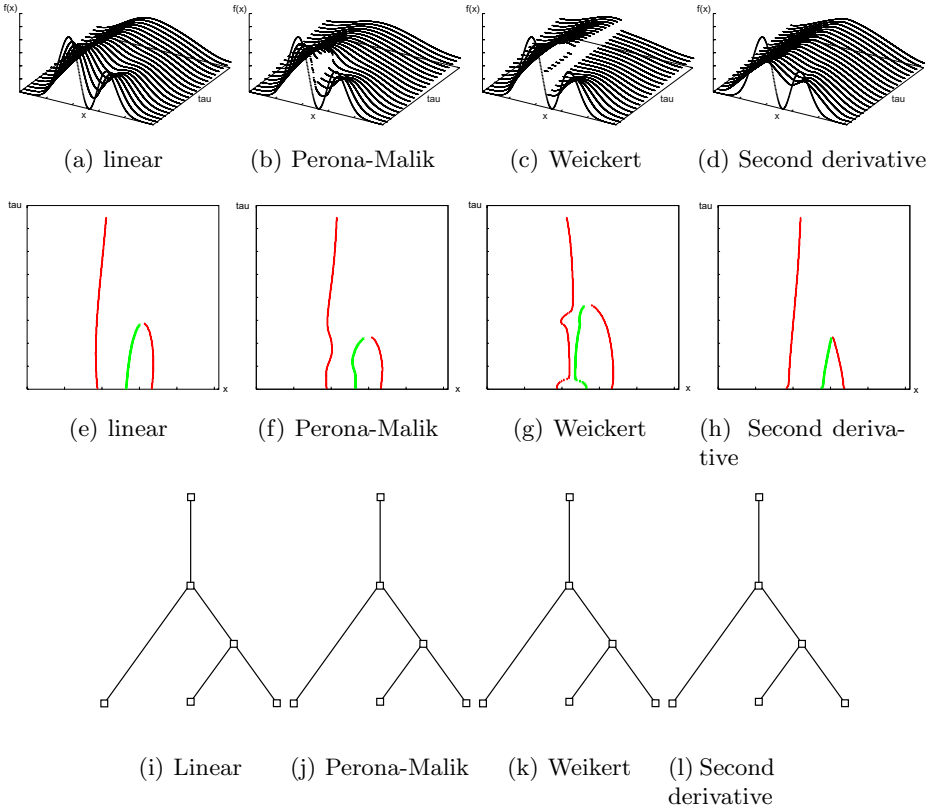 f(x)
f(x)
f(x)
f(x)
tau
tau
tau
tau
x
x
x
x
(a) linear
(b) Perona-Malik
(c) Weickert
(d) Second derivative
tau
tau
tau
tau
x
x
x
x
(e) linear
(f) Perona-Malik
(g) Weickert
(h) Second deriva-
tive
(i) Linear
(j) Perona-Malik
(k) Weikert
(l) Second
derivative